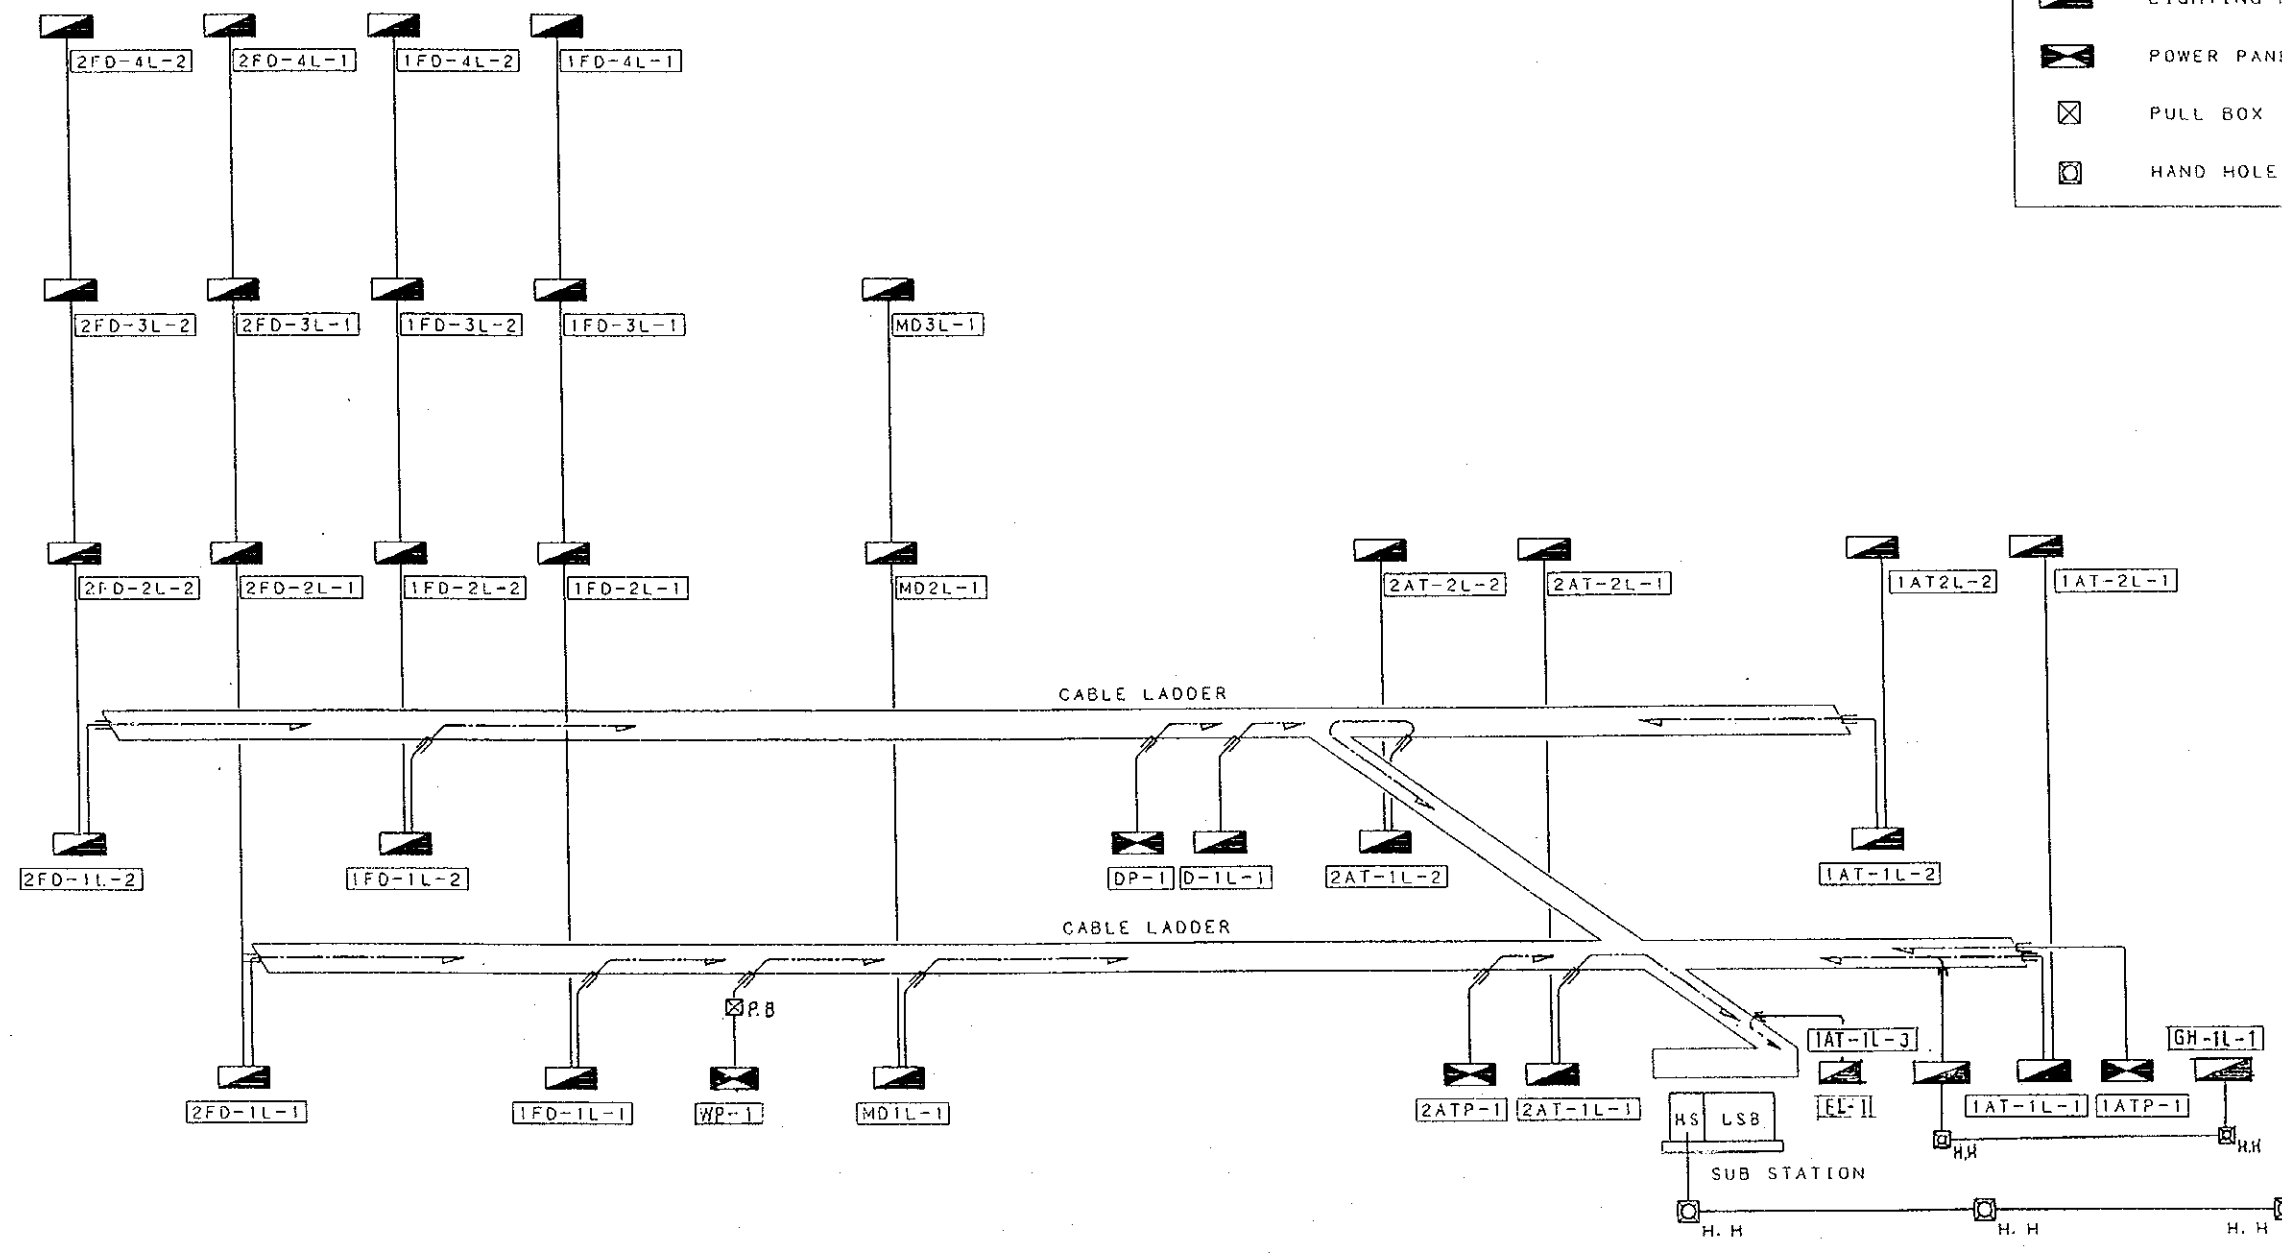 LIGHTING
2FD-4L-2
2FD-4L-1
1FD-4L-2
1FD-4L-1
POWER PAN
PULL BOX
HAND HOLE
2FD-3L-2
2FD-3L-1
1FD-3L-2
1FD-3L-1
MD3L-1
2FD-2L-2
2FD-2L-1
1FD-2L-2
1FD-2L-1
MD2L-1
2AT-2L-2
2AT-2L-1
1AT2L-2
1AT-2L-1
CABLE LADDER
2FD-1L-2
1FD-1L-2
DP-1
D-1L-1
2AT-1L-2
1AT-1L-2
CABLE LADDER
P.B
1AT-1L-3
GH-1L-1
2FD-1L-1
1FD-1L-1
WP-1
MD1L-1
2ATP-1
2AT-1L-1
HS
LSB
EL-1
1AT-1L-1
1ATP-1
H.H
H.H
SUB STATION
H.H
H.H
H.H